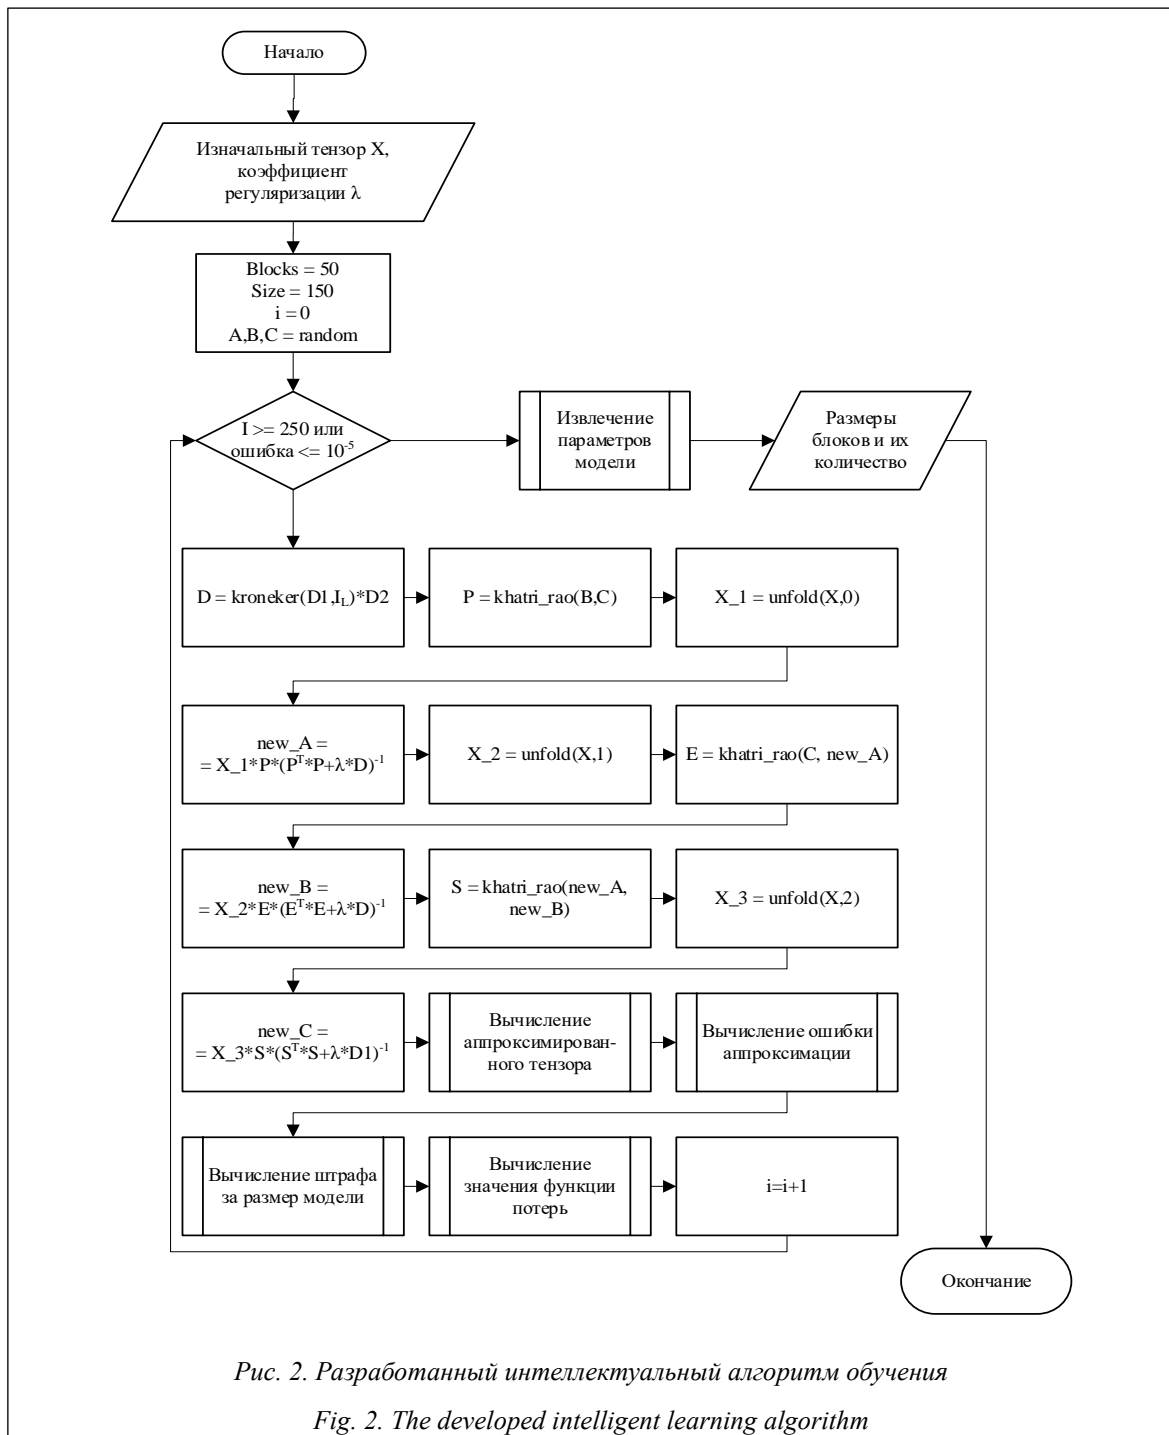 Начало
Изначальный тензор X,
коэффициент
регуляризации λ
Blocks = 50
Size = 150
i = 0
A,B,C = random
I >= 250 или
ошибка <= 10⁻⁵
Извлечение
параметров
модели
Размеры
блоков и их
количество
D = kroneker(D1,I_L)*D2
P = khatri_rao(B,C)
X_1 = unfold(X,0)
new_A =
= X_1*P*(Pᵀ*P+λ*D)⁻¹
X_2 = unfold(X,1)
E = khatri_rao(C, new_A)
new_B =
= X_2*E*(Eᵀ*E+λ*D)⁻¹
S = khatri_rao(new_A,
new_B)
X_3 = unfold(X,2)
new_C =
= X_3*S*(Sᵀ*S+λ*D1)⁻¹
Вычисление
аппроксимирован-
ного тензора
Вычисление ошибки
аппроксимации
Вычисление штрафа
за размер модели
Вычисление
значения функции
потерь
i=i+1
Окончание
Рис. 2. Разработанный интеллектуальный алгоритм обучения
Fig. 2. The developed intelligent learning algorithm